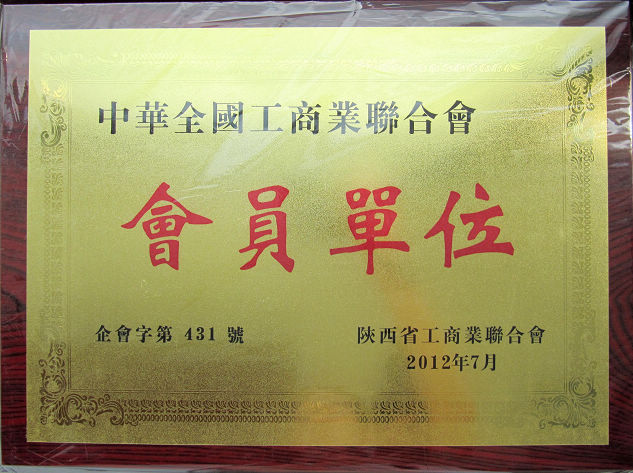 中華全國工商業聯合會
會員單位
企會字第 431 號
陝西省工商業聯合會
2012年7月